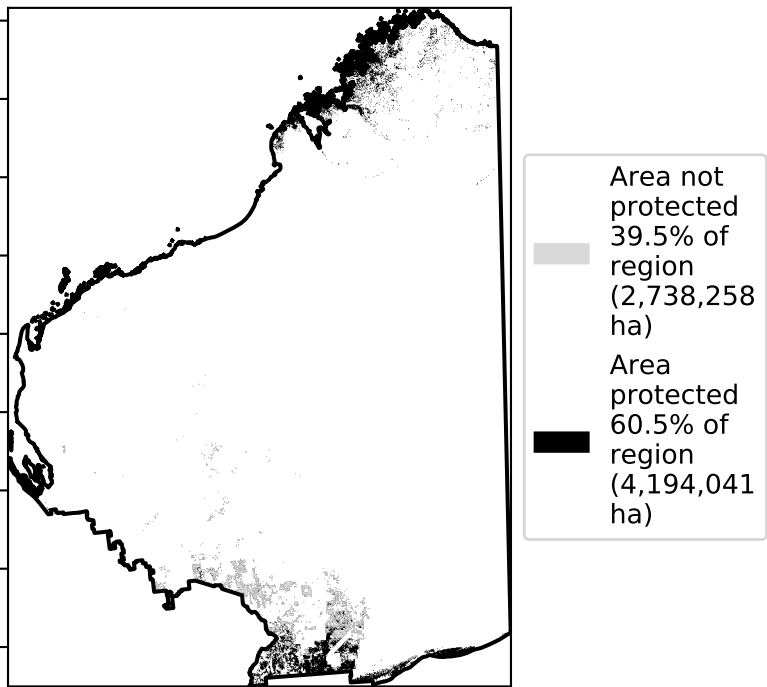 Area not
protected
39.5% of
region
(2,738,258
ha)
Area
protected
60.5% of
region
(4,194,041
ha)